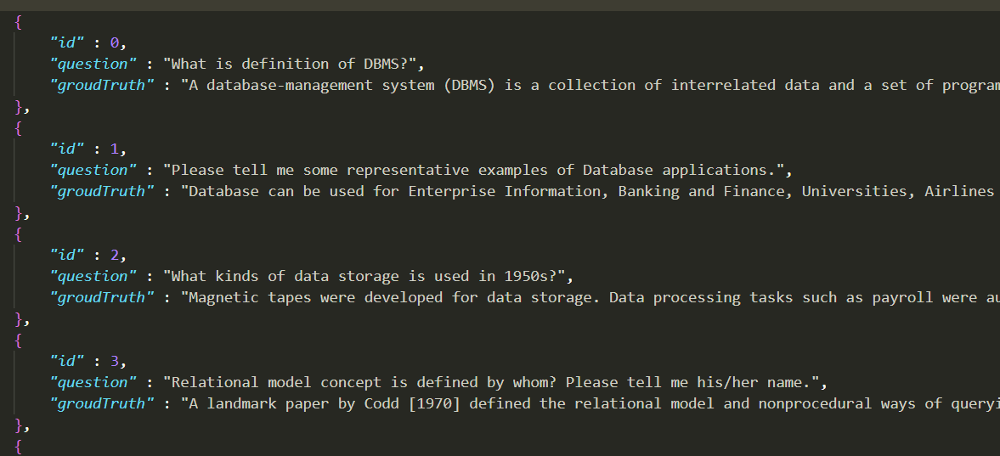 {
"id" : 0,
"question" : "What is definition of DBMS?",
"groudTruth" : "A database-management system (DBMS) is a collection of interrelated data and a set of
},
{
"id" : 1,
"question" : "Please tell me some representative examples of Database applications.",
"groudTruth" : "Database can be used for Enterprise Information, Banking and Finance, Universities, Airlines
},
{
"id" : 2,
"question" : "What kinds of data storage is used in 1950s?",
"groudTruth" : "Magnetic tapes were developed for data storage. Data processing tasks such as payroll were
},
{
"id" : 3,
"question" : "Relational model concept is defined by whom? Please tell me his/her name.",
"groudTruth" : "A landmark paper by Codd [1970] defined the relational model and nonprocedural ways of
},
{